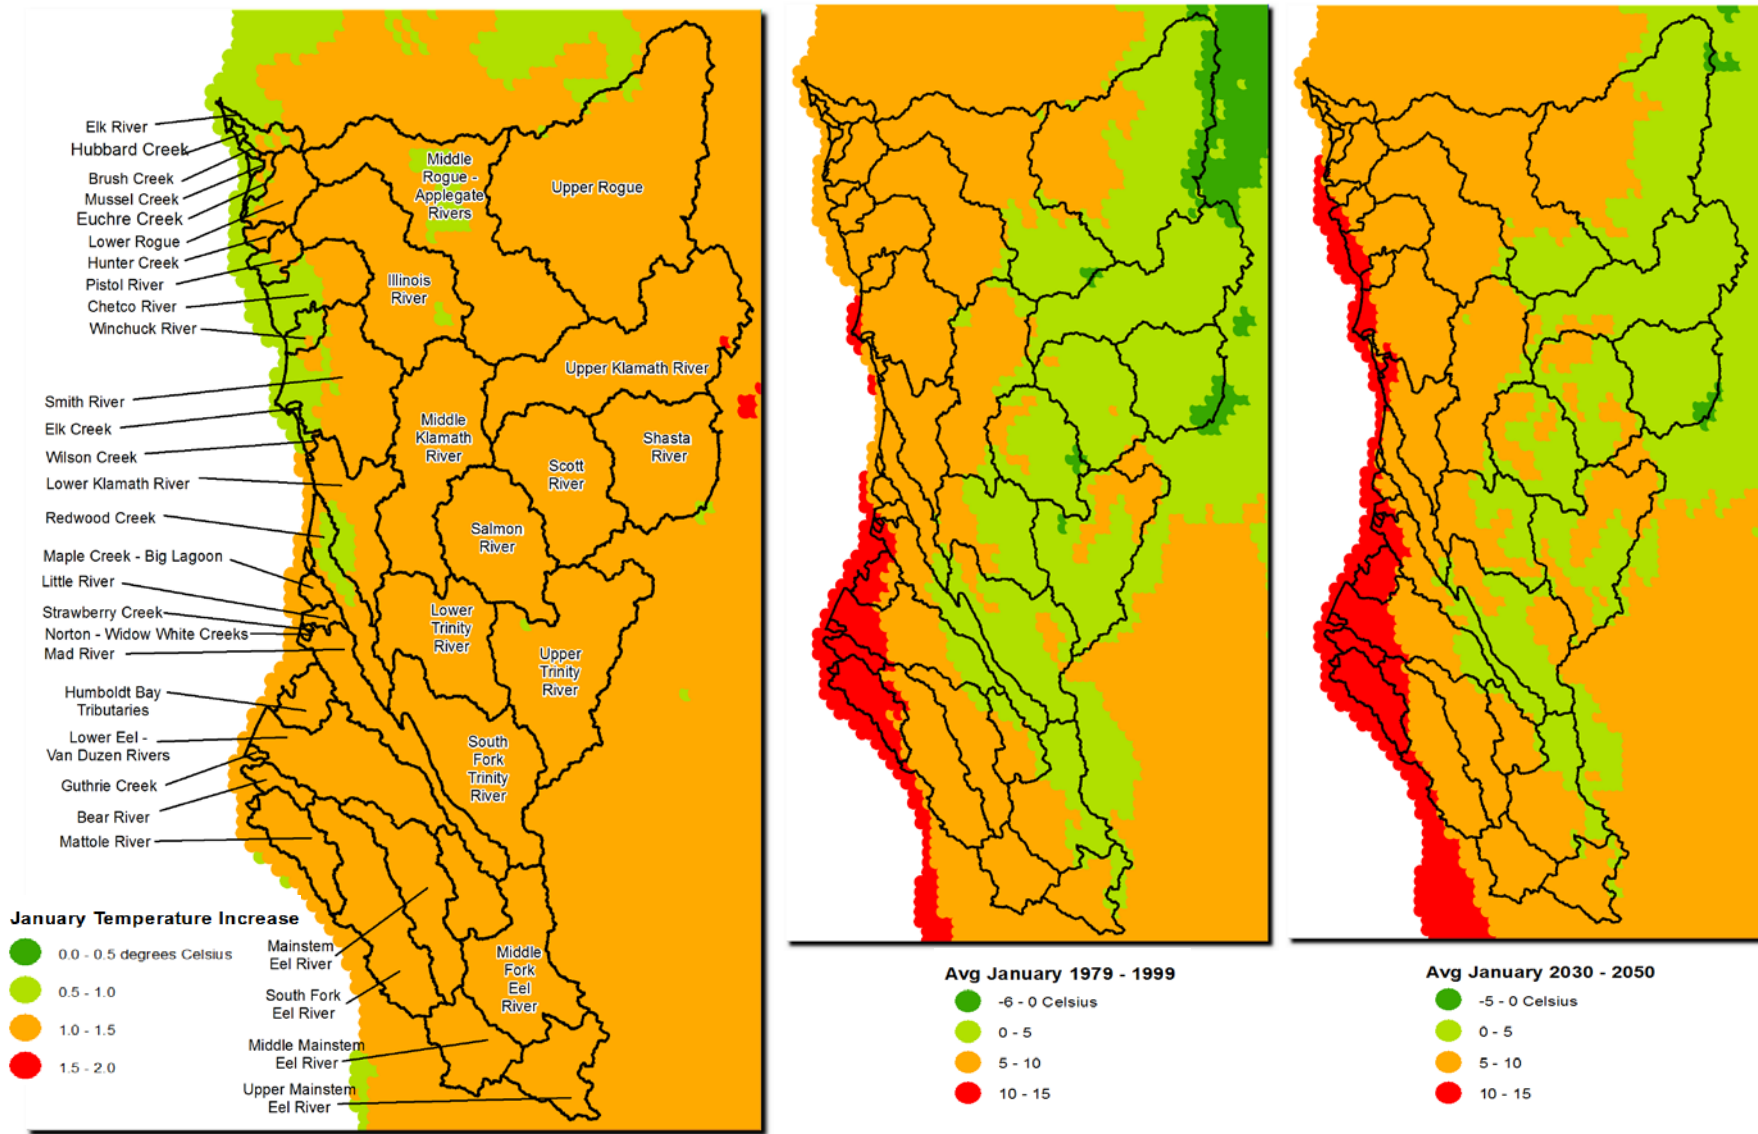 Elk River
Hubbard Creek
Brush Creek
Mussel Creek
Euchre Creek
Lower Rogue
Hunter Creek
Pistol River
Chetco River
Winchuck River
Smith River
Elk Creek
Wilson Creek
Lower Klamath River
Redwood Creek
Maple Creek - Big Lagoon
Little River
Strawberry Creek
Norton - Widow White Creeks
Mad River
Humboldt Bay
Tributaries
Lower Eel -
Van Duzen Rivers
Guthrie Creek
Bear River
Mattole River
Middle
Rogue -
Applegate
Rivers
Upper Rogue
Illinois
River
Upper Klamath River
Middle
Klamath
River
Shasta
River
Scott
River
Salmon
River
Lower
Trinity
River
Upper
Trinity
River
South
Fork
Trinity
River
Mainstem
Eel River
South Fork
Eel River
Middle
Fork
Eel
River
Middle Mainstem
Eel River
Upper Mainstem
Eel River
January Temperature Increase
0.0 - 0.5 degrees Celsius
0.5 - 1.0
1.0 - 1.5
1.5 - 2.0
Avg January 1979 - 1999
-6 - 0 Celsius
0 - 5
5 - 10
10 - 15
Avg January 2030 - 2050
-5 - 0 Celsius
0 - 5
5 - 10
10 - 15